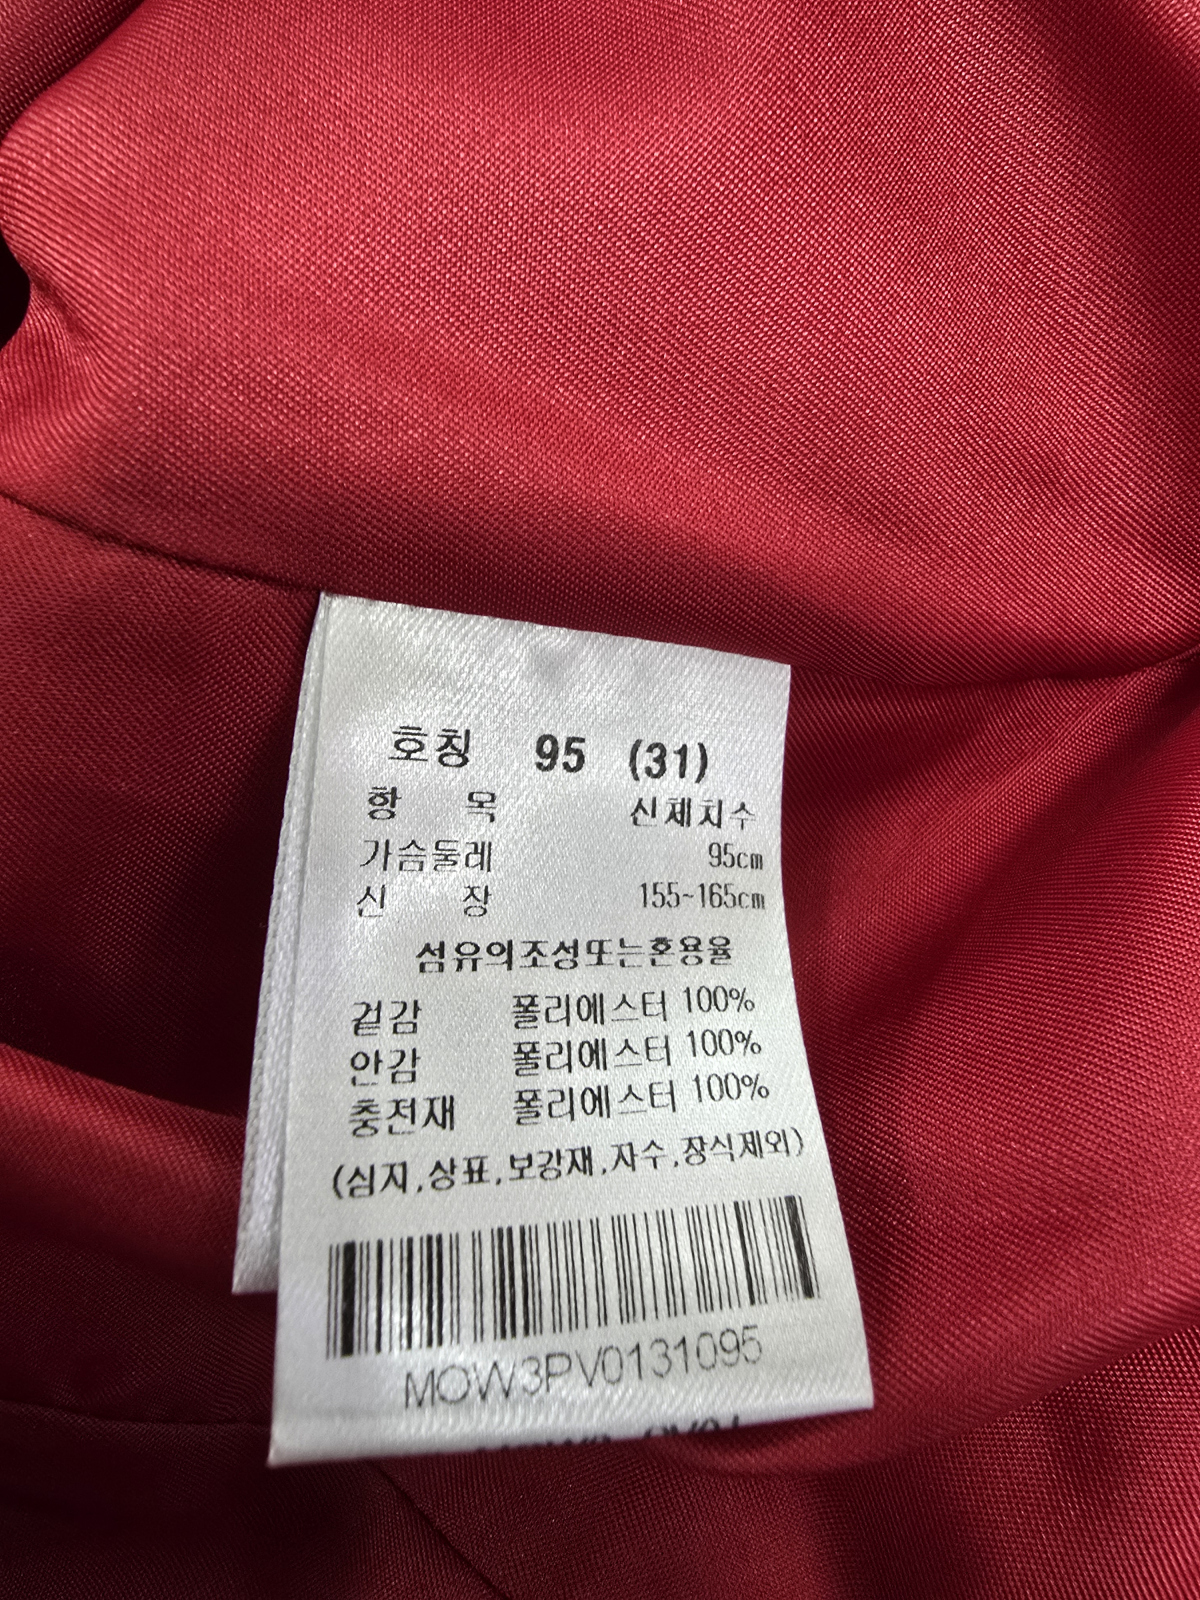 호칭 95 (31)
항 목 신체치수
가슴둘레 95cm
신 장 155~165cm
섬유의조성또는혼용율
겉감 폴리에스터 100%
안감 폴리에스터 100%
충전재 폴리에스터 100%
(심지,상표,보강재,자수,장식제외)
MOW3PV0131095